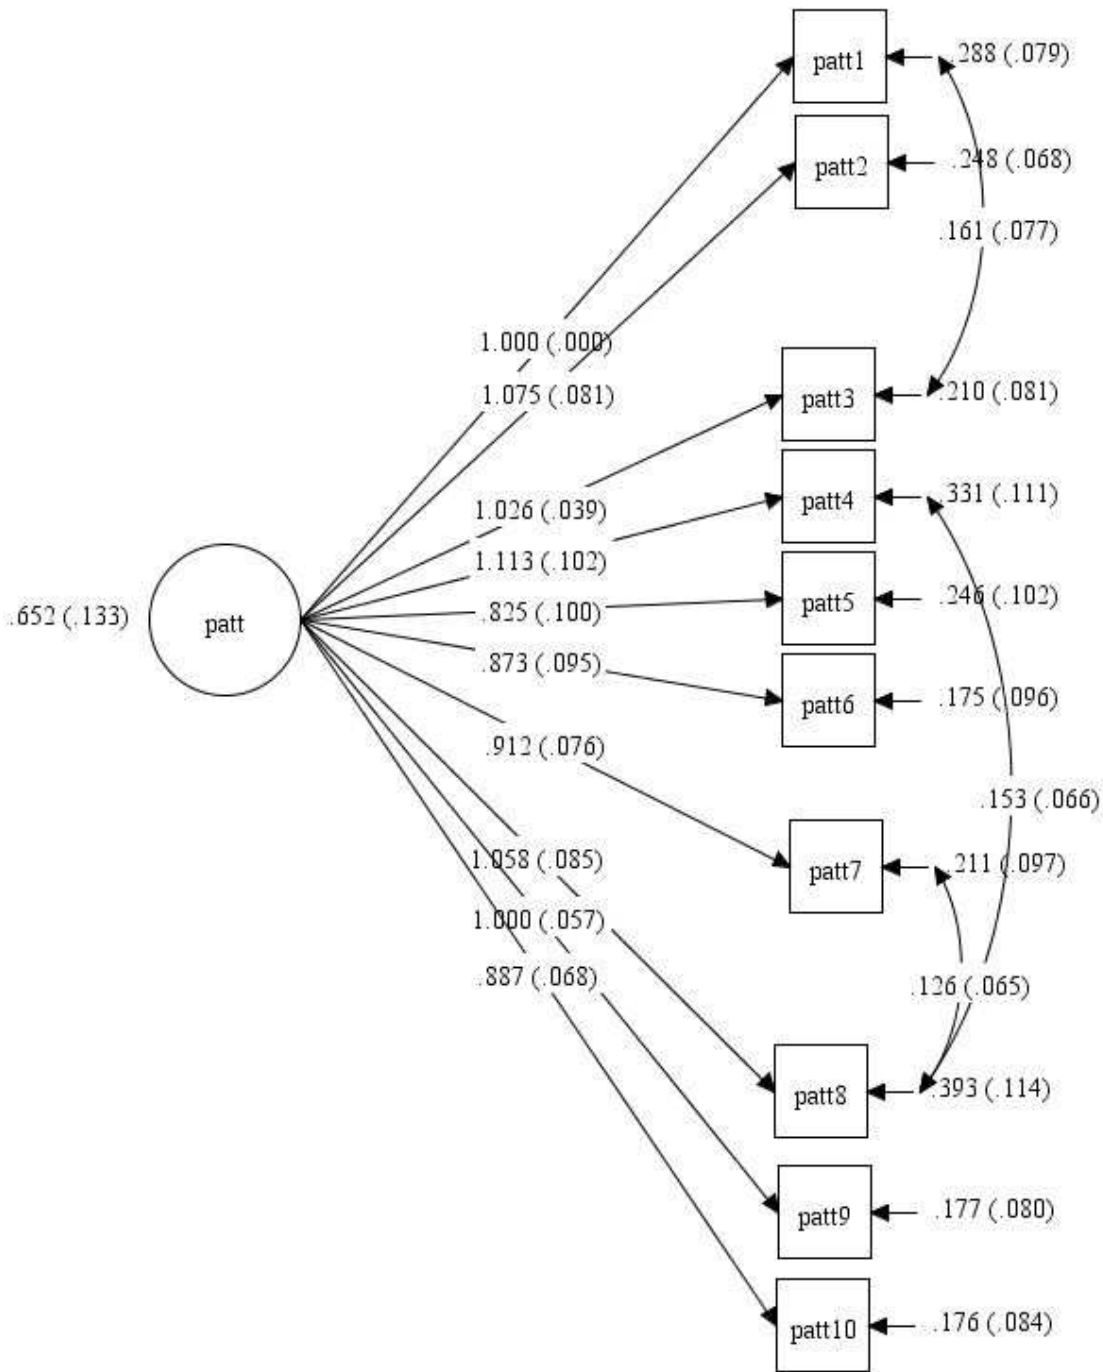 patt1
.288 (.079)
patt2
.248 (.068)
.161 (.077)
1.000 (.000)
1.075 (.081)
patt3
.210 (.081)
1.026 (.039)
patt4
.331 (.111)
1.113 (.102)
patt5
.246 (.102)
.825 (.100)
.652 (.133)
patt
.873 (.095)
patt6
.175 (.096)
.912 (.076)
.153 (.066)
1.058 (.085)
patt7
.211 (.097)
1.000 (.057)
.887 (.068)
.126 (.065)
patt8
.393 (.114)
patt9
.177 (.080)
patt10
.176 (.084)